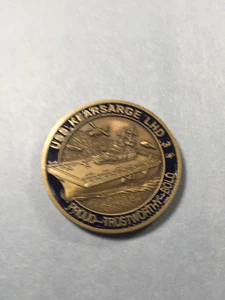 USS KEARSARGE LHD 3
PROUD—TRUSTWORTHY—BOLD